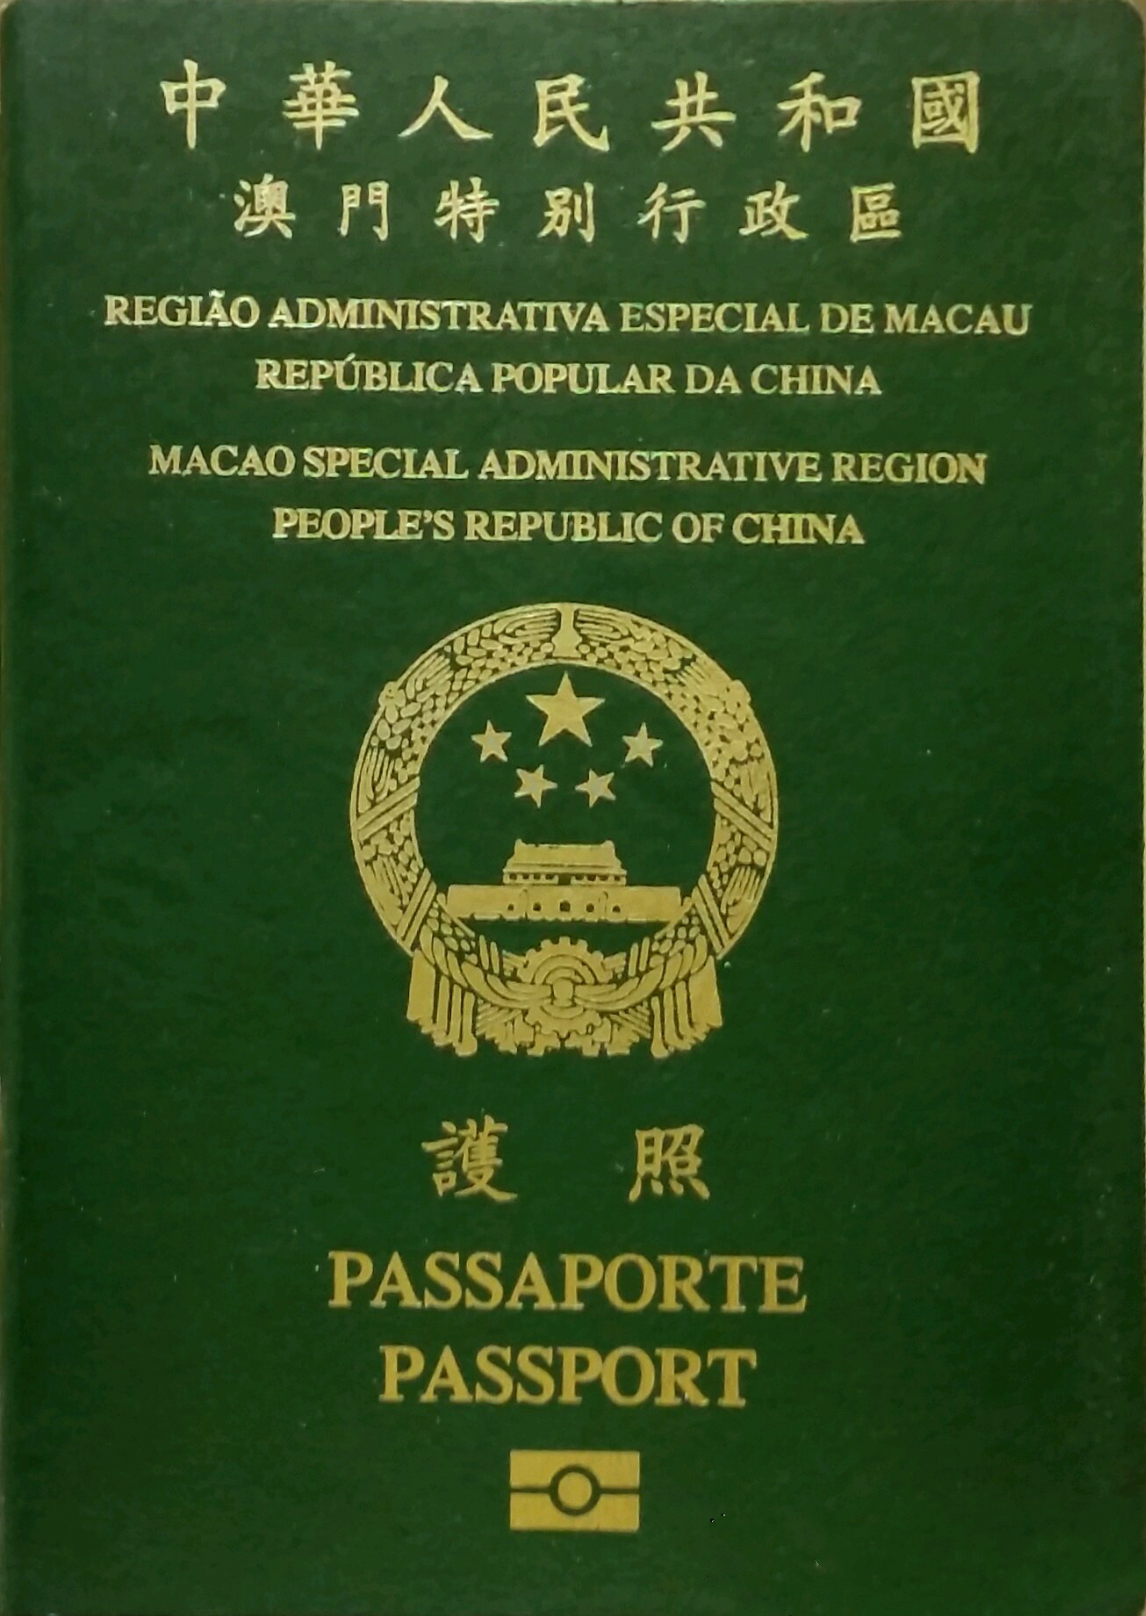 中華人民共和國
澳門特別行政區
REGIÃO ADMINISTRATIVA ESPECIAL DE MACAU
REPÚBLICA POPULAR DA CHINA
MACAO SPECIAL ADMINISTRATIVE REGION
PEOPLE'S REPUBLIC OF CHINA
護照
PASSAPORTE
PASSPORT